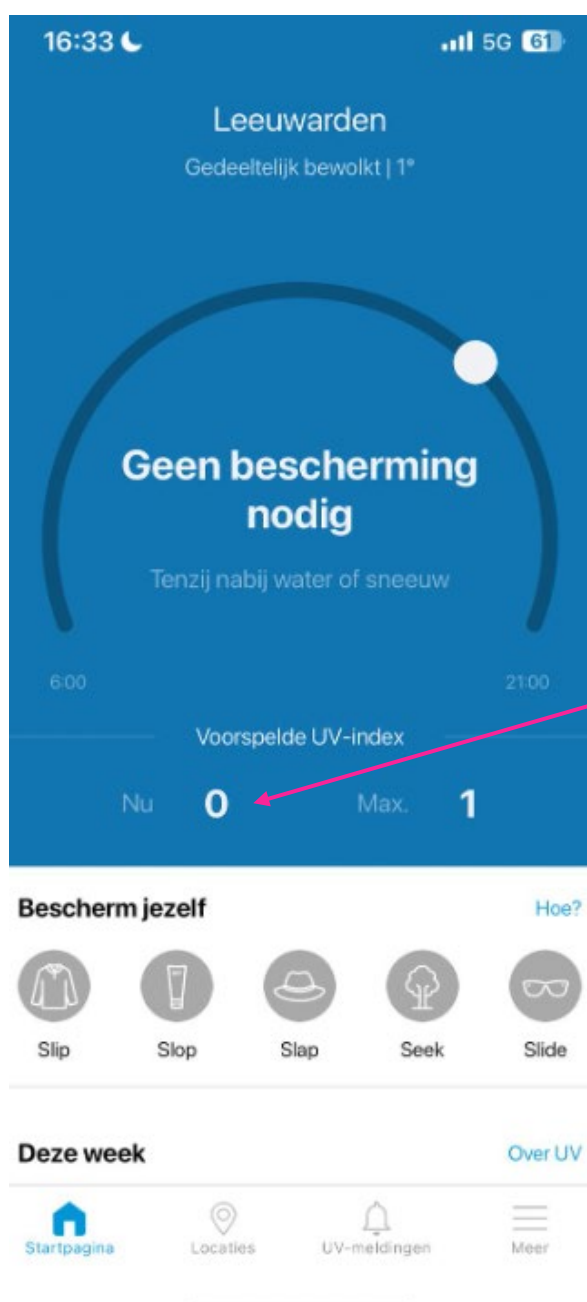 16:33 5G 61
Leeuwarden
Gedeeltelijk bewolkt | 1°
Geen bescherming
nodig
Tenzij nabij water of sneeuw
6:00 21:00
Voorspelde UV-index
Nu 0 Max. 1
Bescherm jezelf Hoe?
Slip Slop Slap Seek Slide
Deze week Over UV
Startpagina Locaties UV-meldingen Meer